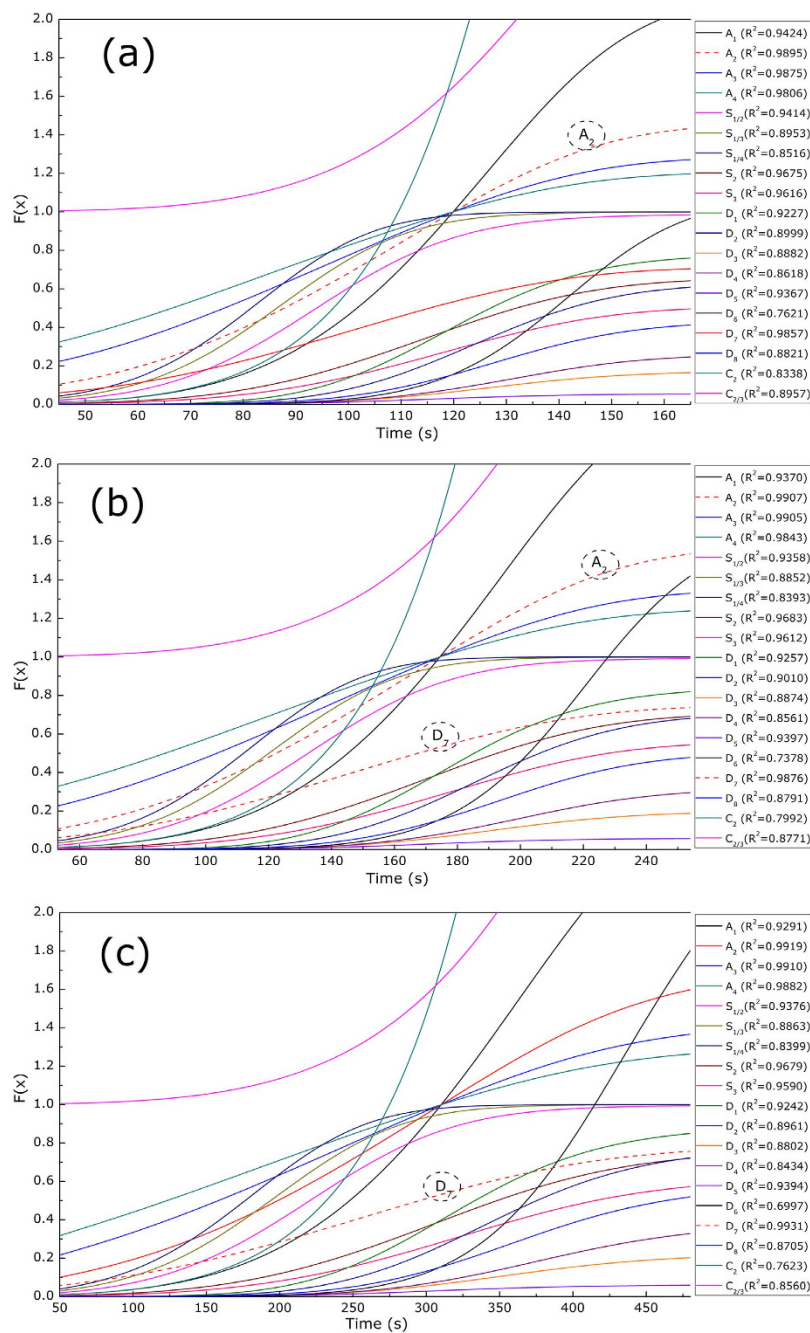 (a)
F(x)
2.0
1.8
1.6
1.4
1.2
1.0
0.8
0.6
0.4
0.2
0.0
50 60 70 80 90 100 110 120 130 140 150 160
Time (s)
A₂
A₁ (R²=0.9424)
A₂ (R²=0.9895)
A₃ (R²=0.9875)
A₄ (R²=0.9806)
S₁/₂(R²=0.9414)
S₁/₃(R²=0.8953)
S₁/₄(R²=0.8516)
S₂ (R²=0.9675)
S₃ (R²=0.9616)
D₁ (R²=0.9227)
D₂ (R²=0.8999)
D₃ (R²=0.8882)
D₄ (R²=0.8618)
D₅ (R²=0.9367)
D₆ (R²=0.7621)
D₇ (R²=0.9857)
D₈ (R²=0.8821)
C₂ (R²=0.8338)
C₂/₃(R²=0.8957)
(b)
F(x)
2.0
1.8
1.6
1.4
1.2
1.0
0.8
0.6
0.4
0.2
0.0
60 80 100 120 140 160 180 200 220 240
Time (s)
A₂
D₇
A₁ (R²=0.9370)
A₂ (R²=0.9907)
A₃ (R²=0.9905)
A₄ (R²=0.9843)
S₁/₂(R²=0.9358)
S₁/₃(R²=0.8852)
S₁/₄(R²=0.8393)
S₂ (R²=0.9683)
S₃ (R²=0.9612)
D₁ (R²=0.9257)
D₂ (R²=0.9010)
D₃ (R²=0.8874)
D₄ (R²=0.8561)
D₅ (R²=0.9397)
D₆ (R²=0.7378)
D₇ (R²=0.9876)
D₈ (R²=0.8791)
C₂ (R²=0.7992)
C₂/₃(R²=0.8771)
(c)
F(x)
2.0
1.8
1.6
1.4
1.2
1.0
0.8
0.6
0.4
0.2
0.0
50 100 150 200 250 300 350 400 450
Time (s)
D₇
A₁ (R²=0.9291)
A₂ (R²=0.9919)
A₃ (R²=0.9910)
A₄ (R²=0.9882)
S₁/₂(R²=0.9376)
S₁/₃(R²=0.8863)
S₁/₄(R²=0.8399)
S₂ (R²=0.9679)
S₃ (R²=0.9590)
D₁ (R²=0.9242)
D₂ (R²=0.8961)
D₃ (R²=0.8802)
D₄ (R²=0.8434)
D₅ (R²=0.9394)
D₆ (R²=0.6997)
D₇ (R²=0.9931)
D₈ (R²=0.8705)
C₂ (R²=0.7623)
C₂/₃(R²=0.8560)